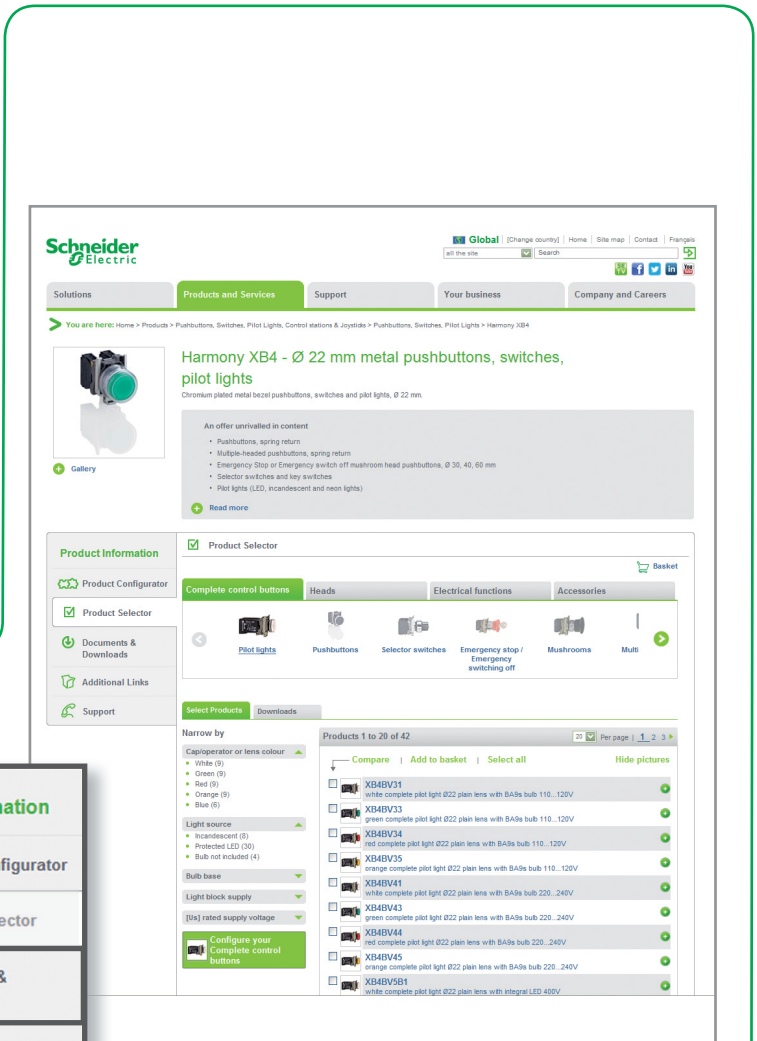 Schneider
Electric
Global | [Change country] | Home | Site map | Contact | Français
all the site
Search
Solutions
Products and Services
Support
Your business
Company and Careers
You are here: Home > Products > Pushbuttons, Switches, Pilot Lights, Control stations & Joysticks > Pushbuttons, Switches, Pilot Lights > Harmony XB4
Harmony XB4 - Ø 22 mm metal pushbuttons, switches,
pilot lights
Chromium plated metal bezel pushbuttons, switches and pilot lights, Ø 22 mm.
An offer unrivalled in content
• Pushbuttons, spring return
• Multiple-headed pushbuttons, spring return
• Emergency Stop or Emergency switch off mushroom head pushbuttons, Ø 30, 40, 60 mm
• Selector switches and key switches
• Pilot lights (LED, incandescent and neon lights)
Read more
Gallery
Product Information
Product Configurator
Product Selector
Documents &
Downloads
Additional Links
Support
Product Selector
Basket
Complete control buttons
Heads
Electrical functions
Accessories
Pilot lights
Pushbuttons
Selector switches
Emergency stop /
Emergency
switching off
Mushrooms
Multi
Select Products
Downloads
Narrow by
Cap/operator or lens colour
• White (9)
• Green (9)
• Red (9)
• Orange (9)
• Blue (6)
Light source
• Incandescent (8)
• Protected LED (30)
• Bulb not included (4)
Bulb base
Light block supply
[Us] rated supply voltage
Configure your
Complete control
buttons
Products 1 to 20 of 42
20 Per page | 1 2 3
Compare | Add to basket | Select all
Hide pictures
XB4BV31
white complete pilot light Ø22 plain lens with BA9s bulb 110...120V
XB4BV33
green complete pilot light Ø22 plain lens with BA9s bulb 110...120V
XB4BV34
red complete pilot light Ø22 plain lens with BA9s bulb 110...120V
XB4BV35
orange complete pilot light Ø22 plain lens with BA9s bulb 110...120V
XB4BV41
white complete pilot light Ø22 plain lens with BA9s bulb 220...240V
XB4BV43
green complete pilot light Ø22 plain lens with BA9s bulb 220...240V
XB4BV44
red complete pilot light Ø22 plain lens with BA9s bulb 220...240V
XB4BV45
orange complete pilot light Ø22 plain lens with BA9s bulb 220...240V
XB4BV5B1
white complete pilot light Ø22 plain lens with integral LED 400V
nation
figurator
ector
&